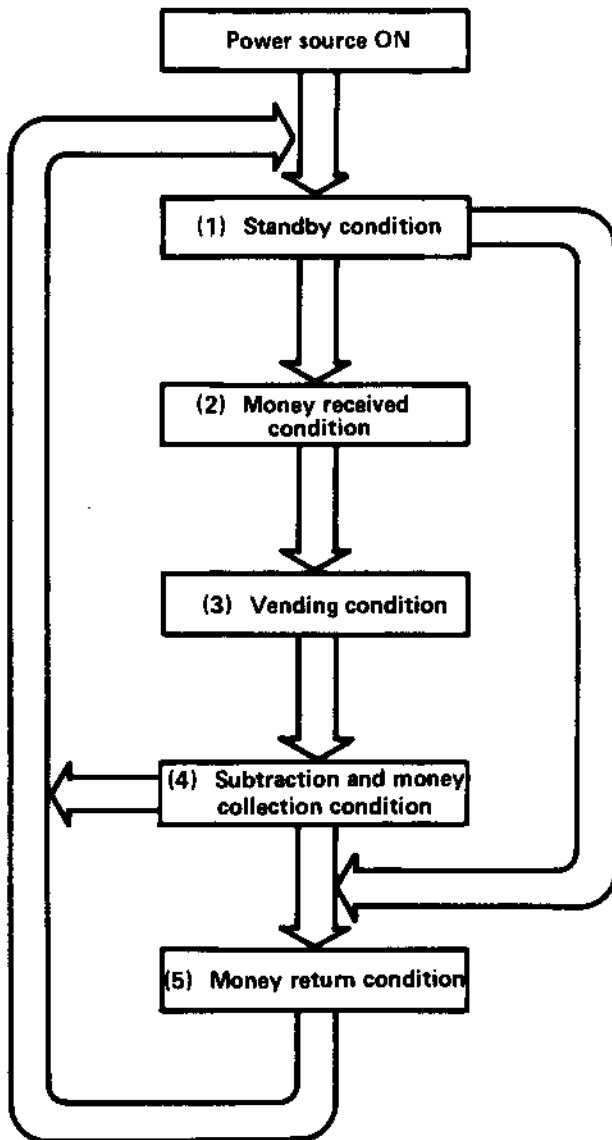 Power source ON
(1) Standby condition
(2) Money received
condition
(3) Vending condition
(4) Subtraction and money
collection condition
(5) Money return condition